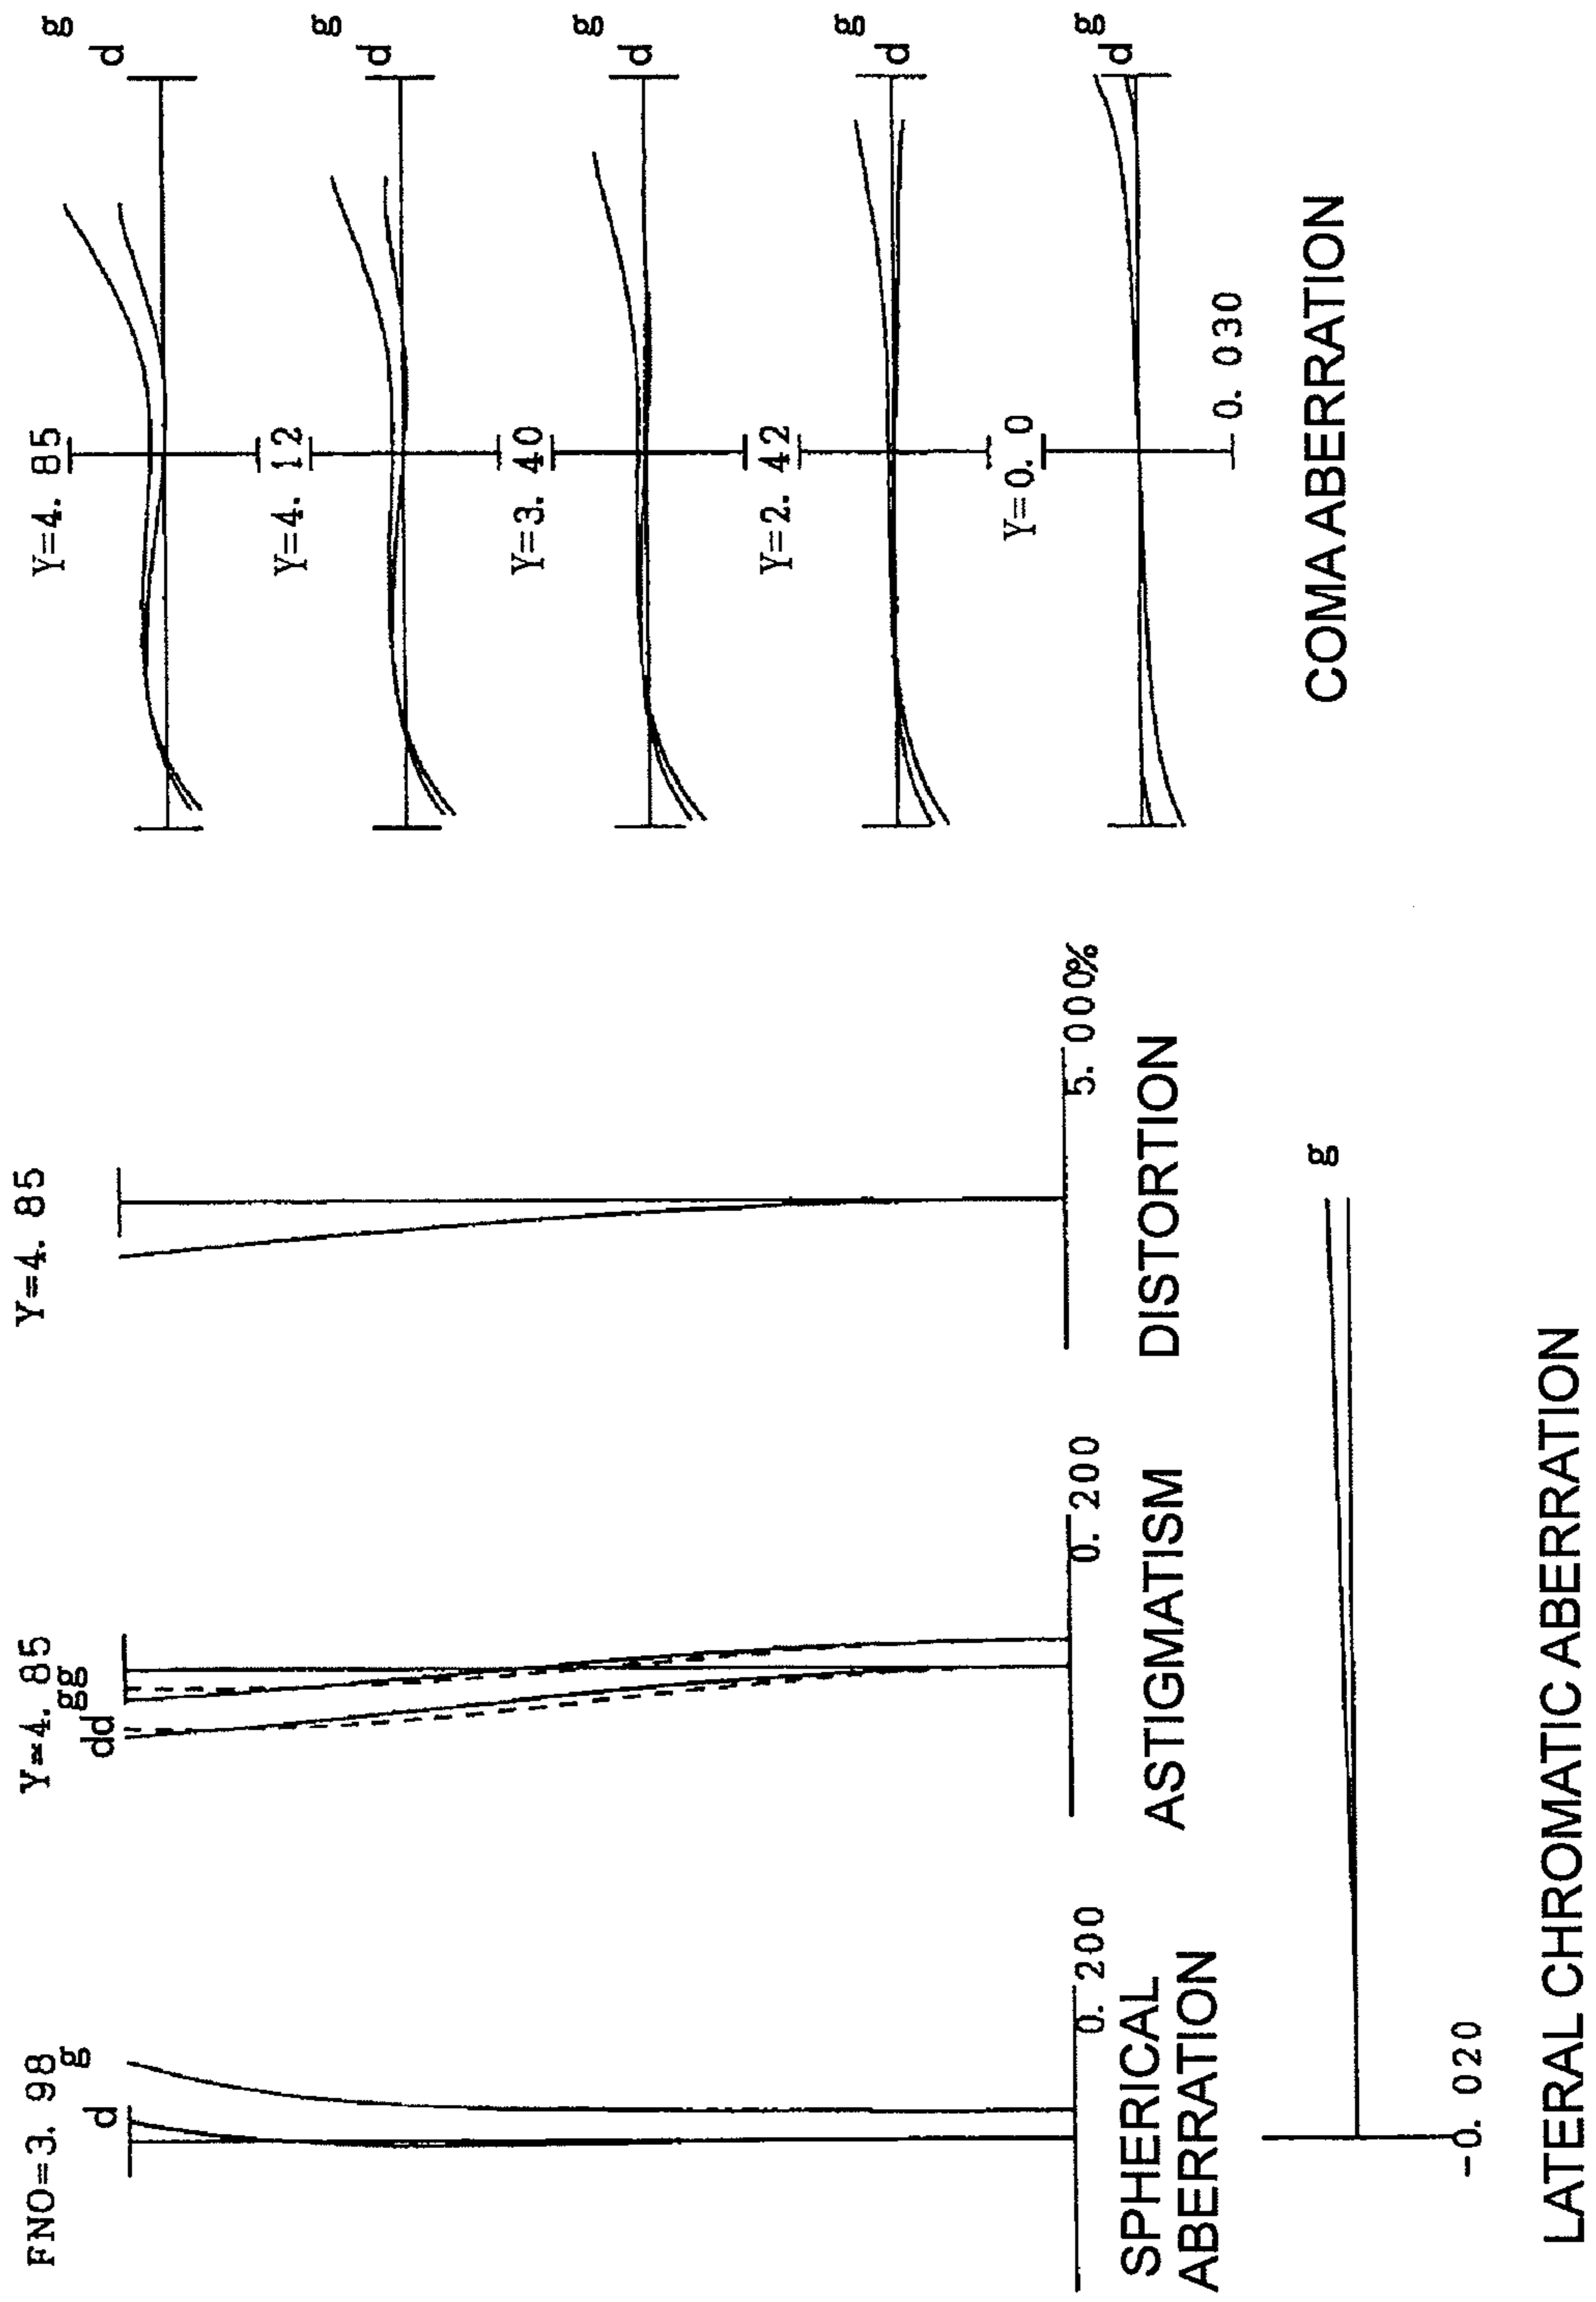 FNO=3. 98
g
d
0. 200
SPHERICAL
ABERRATION
Y=4. 85
gg
dd
0. 200
ASTIGMATISM
Y=4. 85
5. 00%
DISTORTION
g
-0. 020
LATERAL CHROMATIC ABERRATION
Y=4. 85
g
d
Y=4. 12
g
d
Y=3. 40
g
d
Y=2. 42
g
d
Y=0. 0
g
d
0. 030
COMA ABERRATION